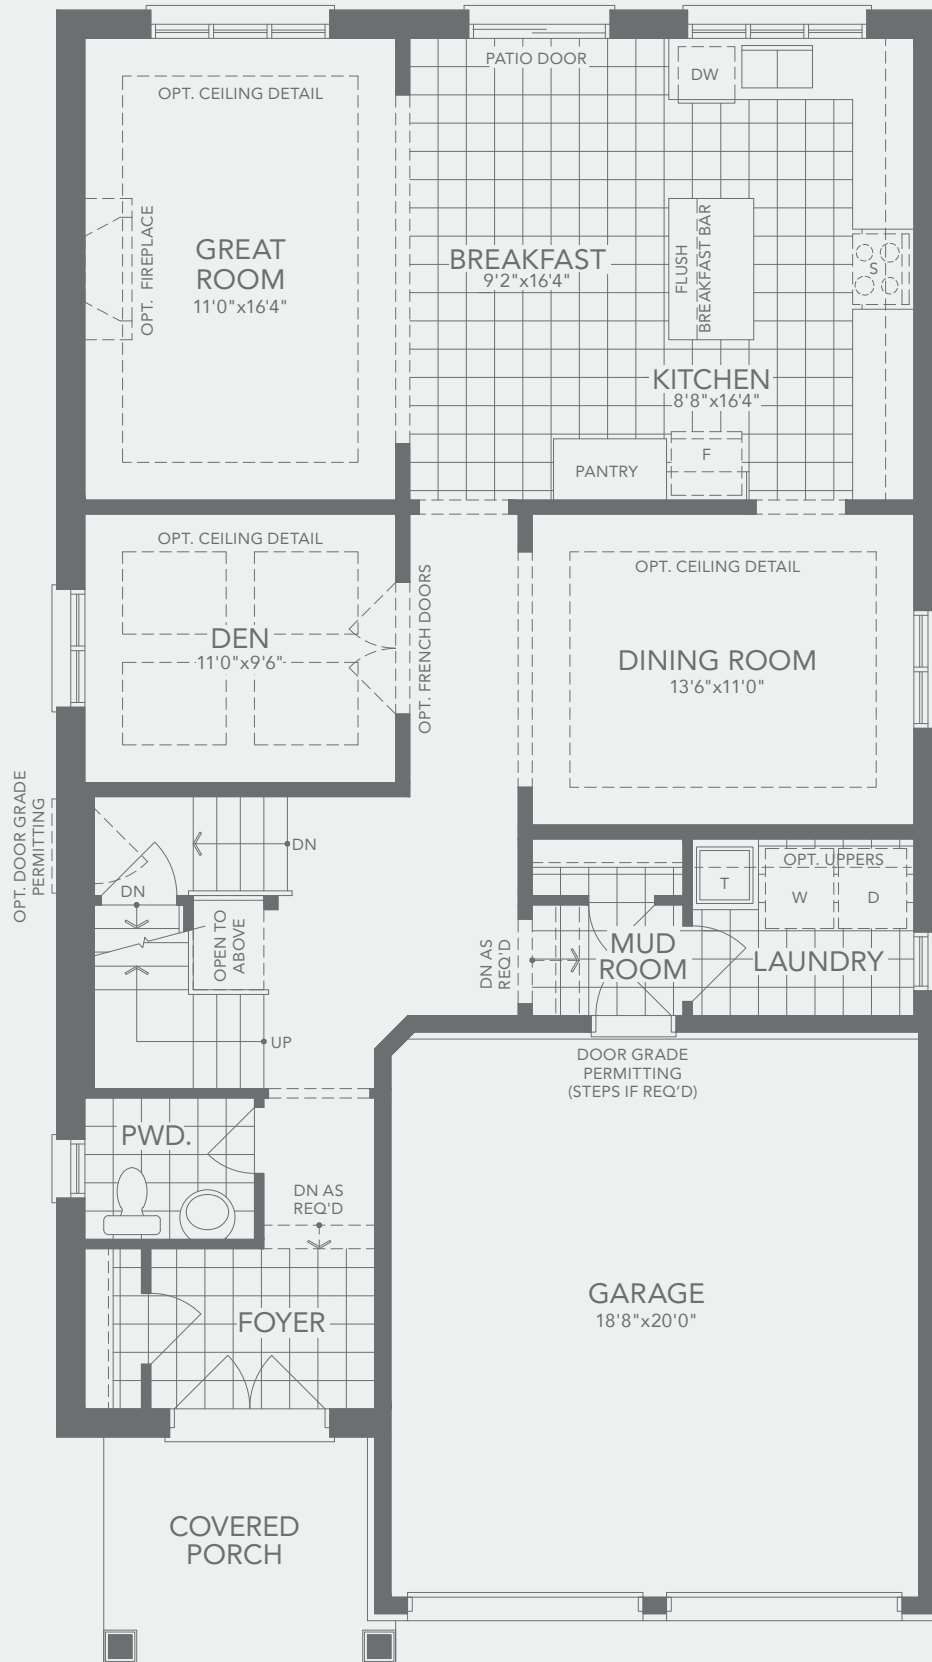 PATIO DOOR
DW
OPT. CEILING DETAIL
OPT. FIREPLACE
GREAT
ROOM
11'0"x16'4"
BREAKFAST
9'2"x16'4"
FLUSH
BREAKFAST BAR
S
KITCHEN
8'8"x16'4"
PANTRY
F
OPT. CEILING DETAIL
DEN
11'0"x9'6"
OPT. FRENCH DOORS
OPT. CEILING DETAIL
DINING ROOM
13'6"x11'0"
OPT. DOOR GRADE
PERMITTING
DN
DN
OPEN TO
ABOVE
UP
DN AS
REQ'D
MUD
ROOM
T
OPT. UPPERS
W
D
LAUNDRY
DOOR GRADE
PERMITTING
(STEPS IF REQ'D)
PWD.
DN AS
REQ'D
FOYER
GARAGE
18'8"x20'0"
COVERED
PORCH